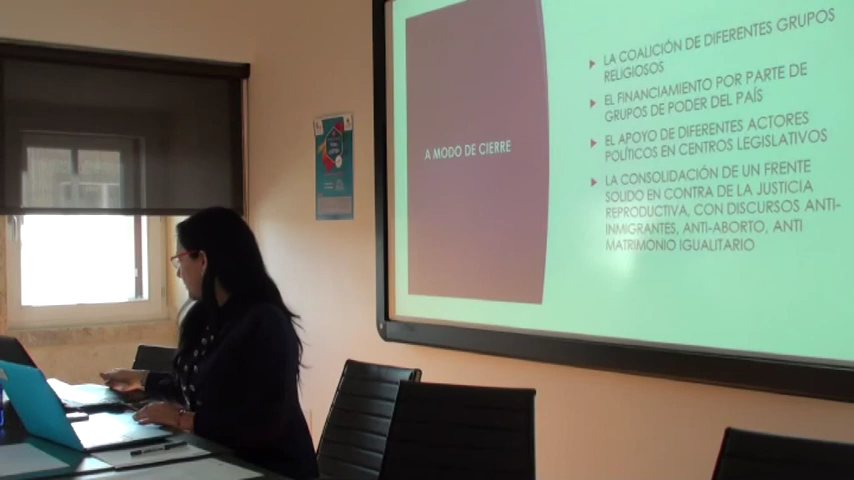 A MODO DE CIERRE
LA COALICIÓN DE DIFERENTES GRUPOS
RELIGIOSOS
EL FINANCIAMIENTO POR PARTE DE
GRUPOS DE PODER DEL PAÍS
EL APOYO DE DIFERENTES ACTORES
POLÍTICOS EN CENTROS LEGISLATIVOS
LA CONSOLIDACIÓN DE UN FRENTE
SOLIDO EN CONTRA DE LA JUSTICIA
REPRODUCTIVA, CON DISCURSOS ANTI-
INMIGRANTES, ANTI-ABORTO, ANTI
MATRIMONIO IGUALITARIO